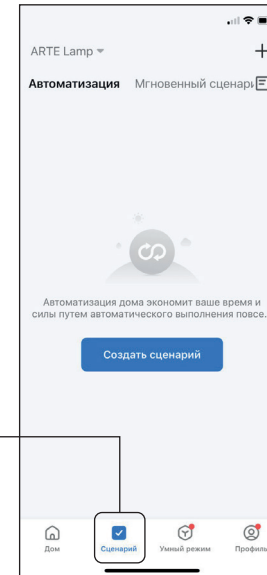 ARTE Lamp
Автоматизация Мгновенный сценари
Автоматизация дома экономит ваше время и
силы путем автоматического выполнения повсе...
Создать сценарий
Дом Сценарий Умный режим Профиль